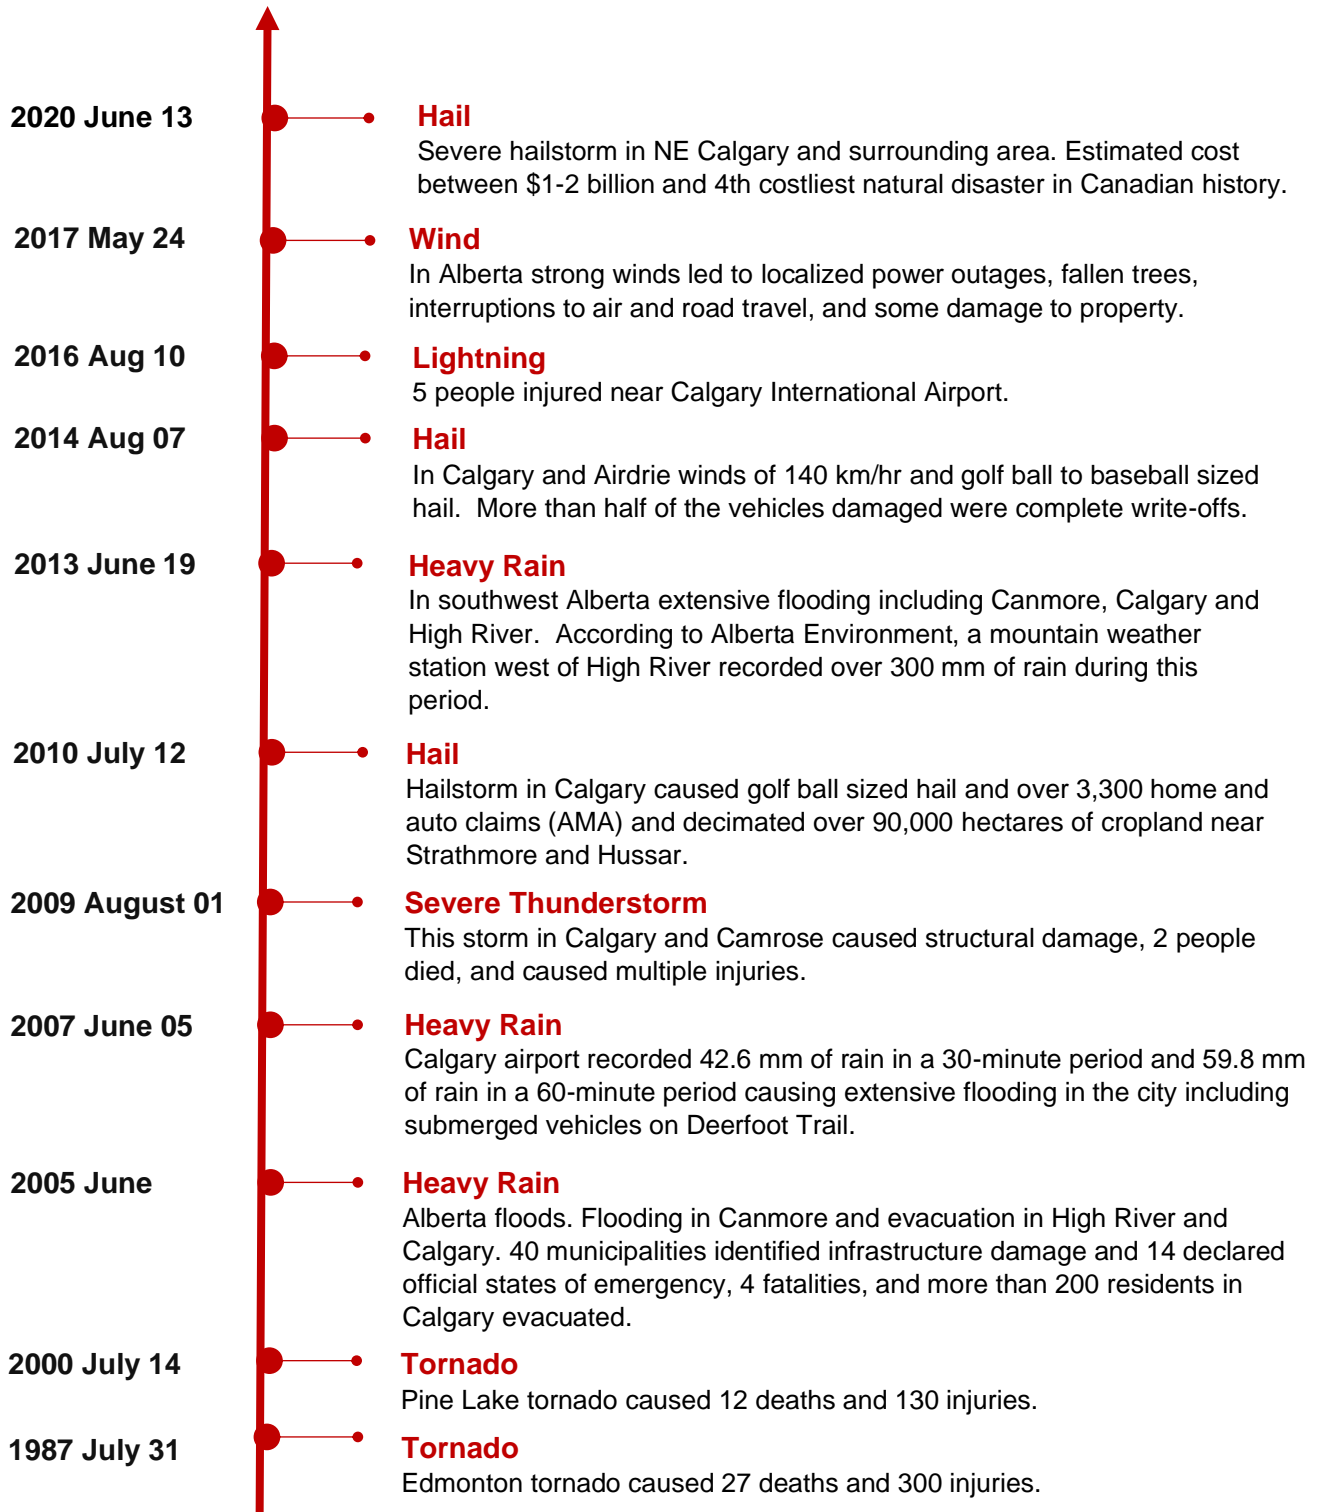 2020 June 13
Hail
Severe hailstorm in NE Calgary and surrounding area. Estimated cost
between $1-2 billion and 4th costliest natural disaster in Canadian history.
2017 May 24
Wind
In Alberta strong winds led to localized power outages, fallen trees,
interruptions to air and road travel, and some damage to property.
2016 Aug 10
Lightning
5 people injured near Calgary International Airport.
2014 Aug 07
Hail
In Calgary and Airdrie winds of 140 km/hr and golf ball to baseball sized
hail.  More than half of the vehicles damaged were complete write-offs.
2013 June 19
Heavy Rain
In southwest Alberta extensive flooding including Canmore, Calgary and
High River.  According to Alberta Environment, a mountain weather
station west of High River recorded over 300 mm of rain during this
period.
2010 July 12
Hail
Hailstorm in Calgary caused golf ball sized hail and over 3,300 home and
auto claims (AMA) and decimated over 90,000 hectares of cropland near
Strathmore and Hussar.
2009 August 01
Severe Thunderstorm
This storm in Calgary and Camrose caused structural damage, 2 people
died, and caused multiple injuries.
2007 June 05
Heavy Rain
Calgary airport recorded 42.6 mm of rain in a 30-minute period and 59.8 mm
of rain in a 60-minute period causing extensive flooding in the city including
submerged vehicles on Deerfoot Trail.
2005 June
Heavy Rain
Alberta floods. Flooding in Canmore and evacuation in High River and
Calgary. 40 municipalities identified infrastructure damage and 14 declared
official states of emergency, 4 fatalities, and more than 200 residents in
Calgary evacuated.
2000 July 14
Tornado
Pine Lake tornado caused 12 deaths and 130 injuries.
1987 July 31
Tornado
Edmonton tornado caused 27 deaths and 300 injuries.